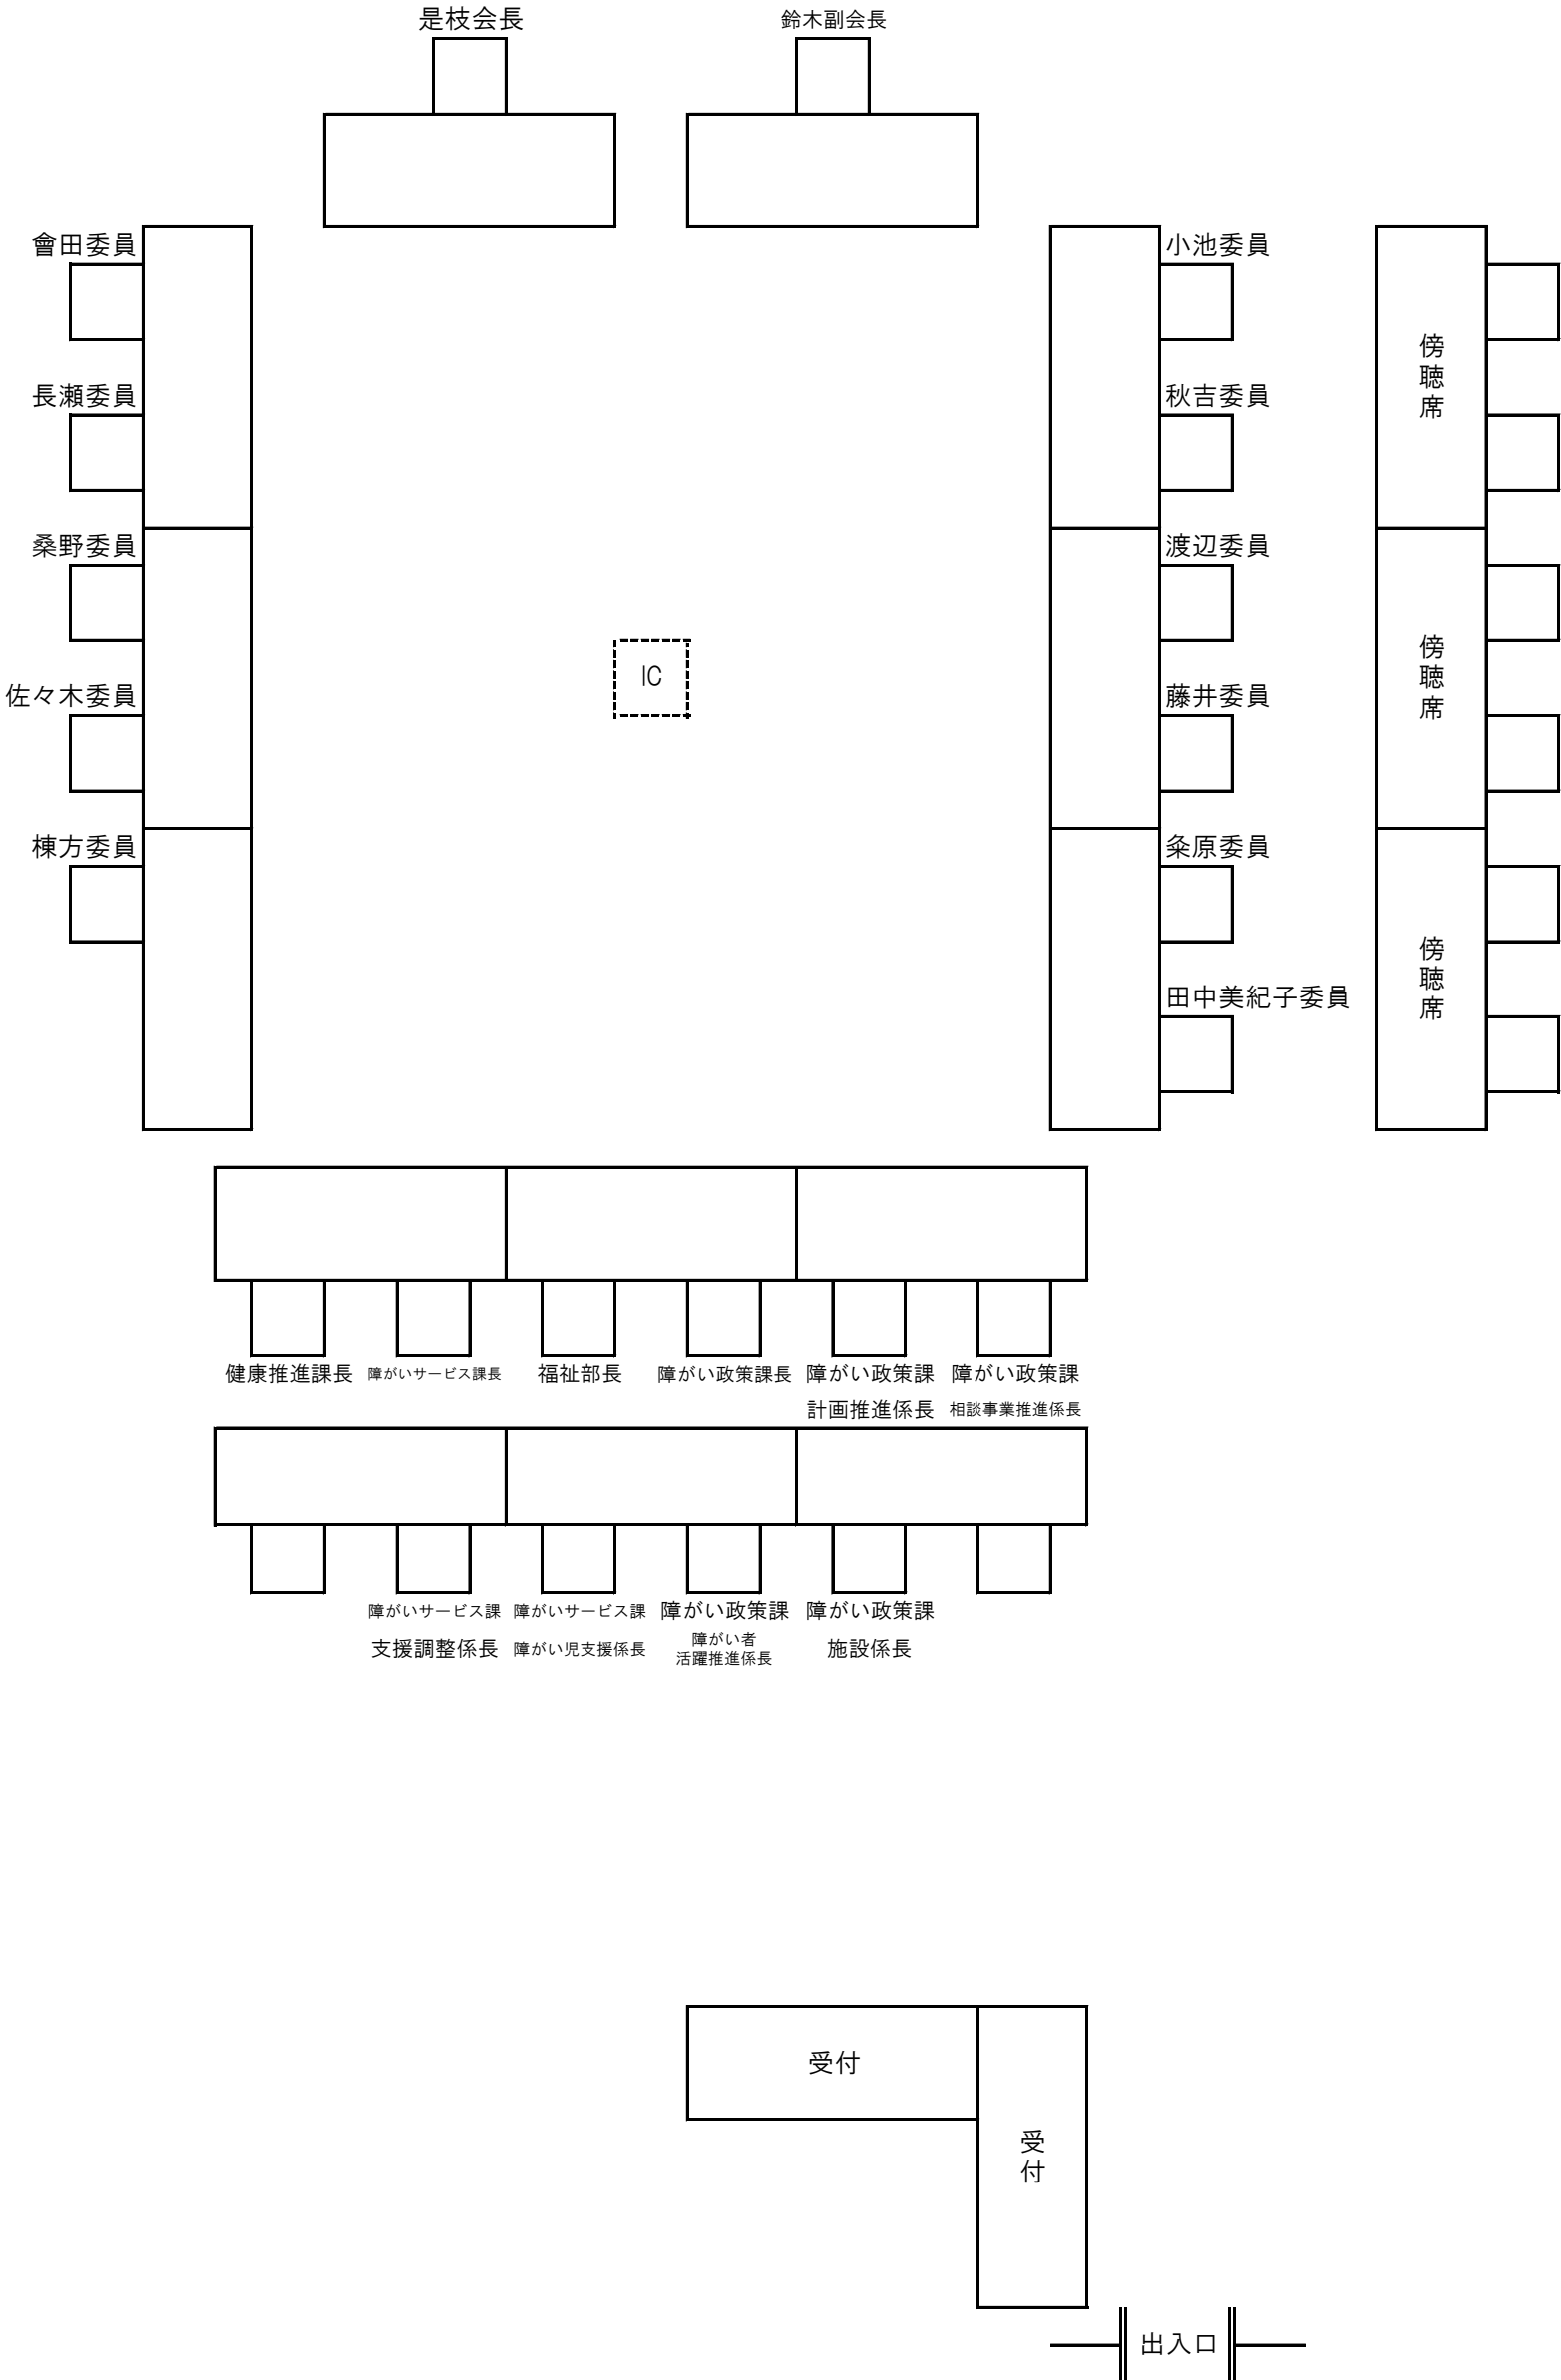 是枝会長
鈴木副会長
會田委員
小池委員
長瀬委員
秋吉委員
傍聴席
桑野委員
渡辺委員
佐々木委員
IC
藤井委員
傍聴席
棟方委員
粂原委員
田中美紀子委員
傍聴席
健康推進課長
障がいサービス課長
福祉部長
障がい政策課長
障がい政策課
計画推進係長
障がい政策課
相談事業推進係長
障がいサービス課
支援調整係長
障がいサービス課
障がい児支援係長
障がい政策課
障がい者
活躍推進係長
障がい政策課
施設係長
受付
受付
出入口